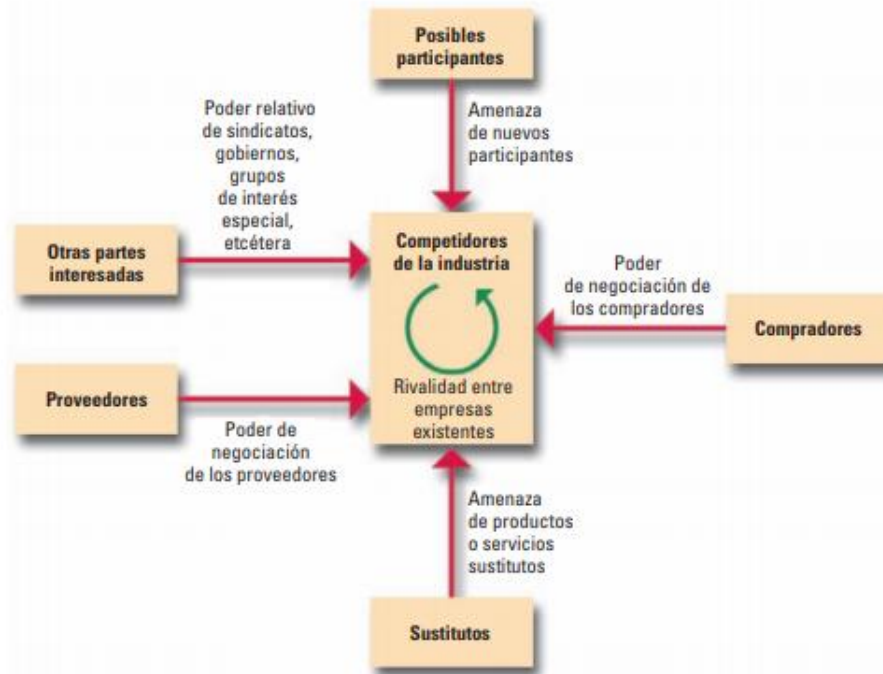 Posibles
participantes
Poder relativo
de sindicatos,
gobiernos,
grupos
de interés
especial,
etcétera
Amenaza
de nuevos
participantes
Otras partes
interesadas
Competidores
de la industria
Poder
de negociación de
los compradores
Compradores
Proveedores
Rivalidad entre
empresas
existentes
Poder de
negociación
de los proveedores
Amenaza
de productos
o servicios
sustitutos
Sustitutos